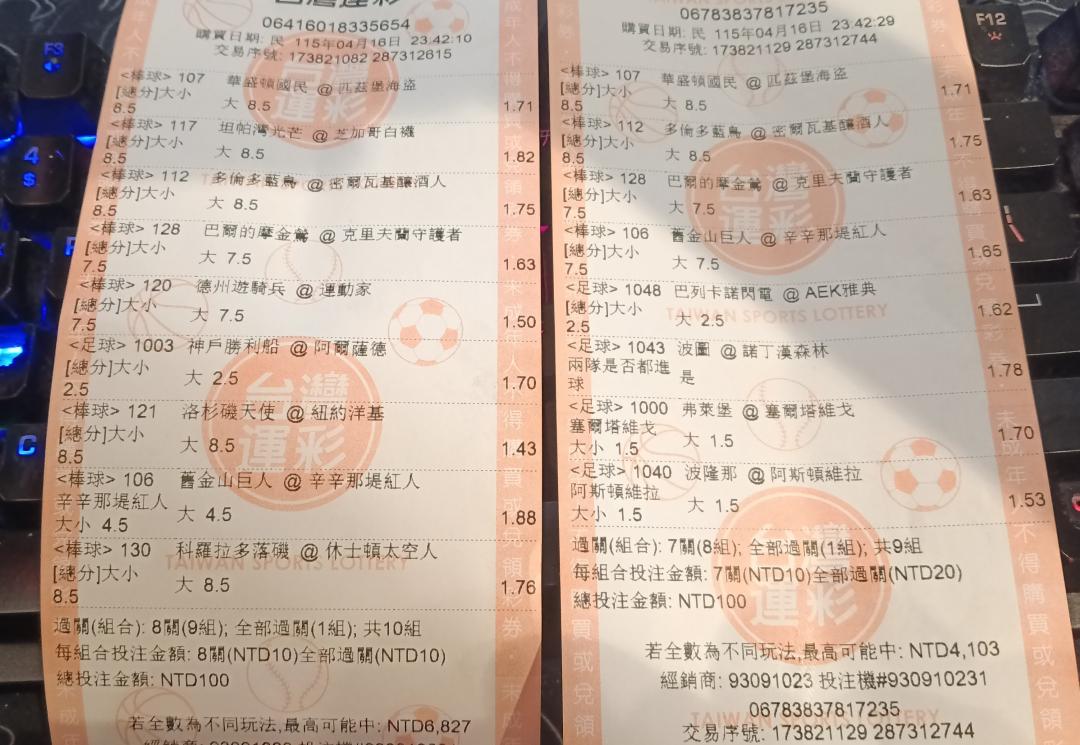 台灣運彩
06416018335654
購買日期: 民 115年04月16日 23:42:10
交易序號: 173821082 287312615
<棒球> 107 華盛頓國民 @ 匹茲堡海盜
[總分]大小 大 8.5
8.5 1.71
<棒球> 117 坦帕灣光芒 @ 芝加哥白襪
[總分]大小 大 8.5
8.5 1.82
<棒球> 112 多倫多藍鳥 @ 密爾瓦基釀酒人
[總分]大小 大 8.5
8.5 1.75
<棒球> 128 巴爾的摩金鶯 @ 克里夫蘭守護者
[總分]大小 大 7.5
7.5 1.63
<棒球> 120 德州遊騎兵 @ 運動家
[總分]大小 大 7.5
7.5 1.50
<足球> 1003 神戶勝利船 @ 阿爾薩德
[總分]大小 大 2.5
2.5 1.70
<棒球> 121 洛杉磯天使 @ 紐約洋基
[總分]大小 大 8.5
8.5 1.43
<棒球> 106 舊金山巨人 @ 辛辛那堤紅人
辛辛那堤紅人 大 4.5
大小 4.5 1.88
<棒球> 130 科羅拉多落磯 @ 休士頓太空人
[總分]大小 大 8.5
8.5 1.76
過關(組合): 8關(9組); 全部過關(1組); 共10組
每組合投注金額: 8關(NTD10)全部過關(NTD10)
總投注金額: NTD100
若全數為不同玩法,最高可能中: NTD6,827
台灣運彩
TAIWAN SPORTS LOTTERY
06783837817235
購買日期: 民 115年04月16日 23:42:29
交易序號: 173821129 287312744
<棒球> 107 華盛頓國民 @ 匹茲堡海盜
[總分]大小 大 8.5
8.5 1.71
<棒球> 112 多倫多藍鳥 @ 密爾瓦基釀酒人
[總分]大小 大 8.5
8.5 1.75
<棒球> 128 巴爾的摩金鶯 @ 克里夫蘭守護者
[總分]大小 大 7.5
7.5 1.63
<棒球> 106 舊金山巨人 @ 辛辛那堤紅人
[總分]大小 大 7.5
7.5 1.65
<足球> 1048 巴列卡諾閃電 @ AEK雅典
[總分]大小 大 2.5
2.5 1.62
<足球> 1043 波圖 @ 諾丁漢森林
兩隊是否都進 是
球 1.78
<足球> 1000 弗萊堡 @ 塞爾塔維戈
塞爾塔維戈 大 1.5
大小 1.5 1.70
<足球> 1040 波隆那 @ 阿斯頓維拉
阿斯頓維拉 大 1.5
大小 1.5 1.53
過關(組合): 7關(8組); 全部過關(1組); 共9組
每組合投注金額: 7關(NTD10)全部過關(NTD20)
總投注金額: NTD100
若全數為不同玩法,最高可能中: NTD4,103
經銷商: 93091023 投注機#930910231
06783837817235
交易序號: 173821129 287312744
台灣運彩
TAIWAN SPORTS LOTTERY
F3
4
$
C
F12